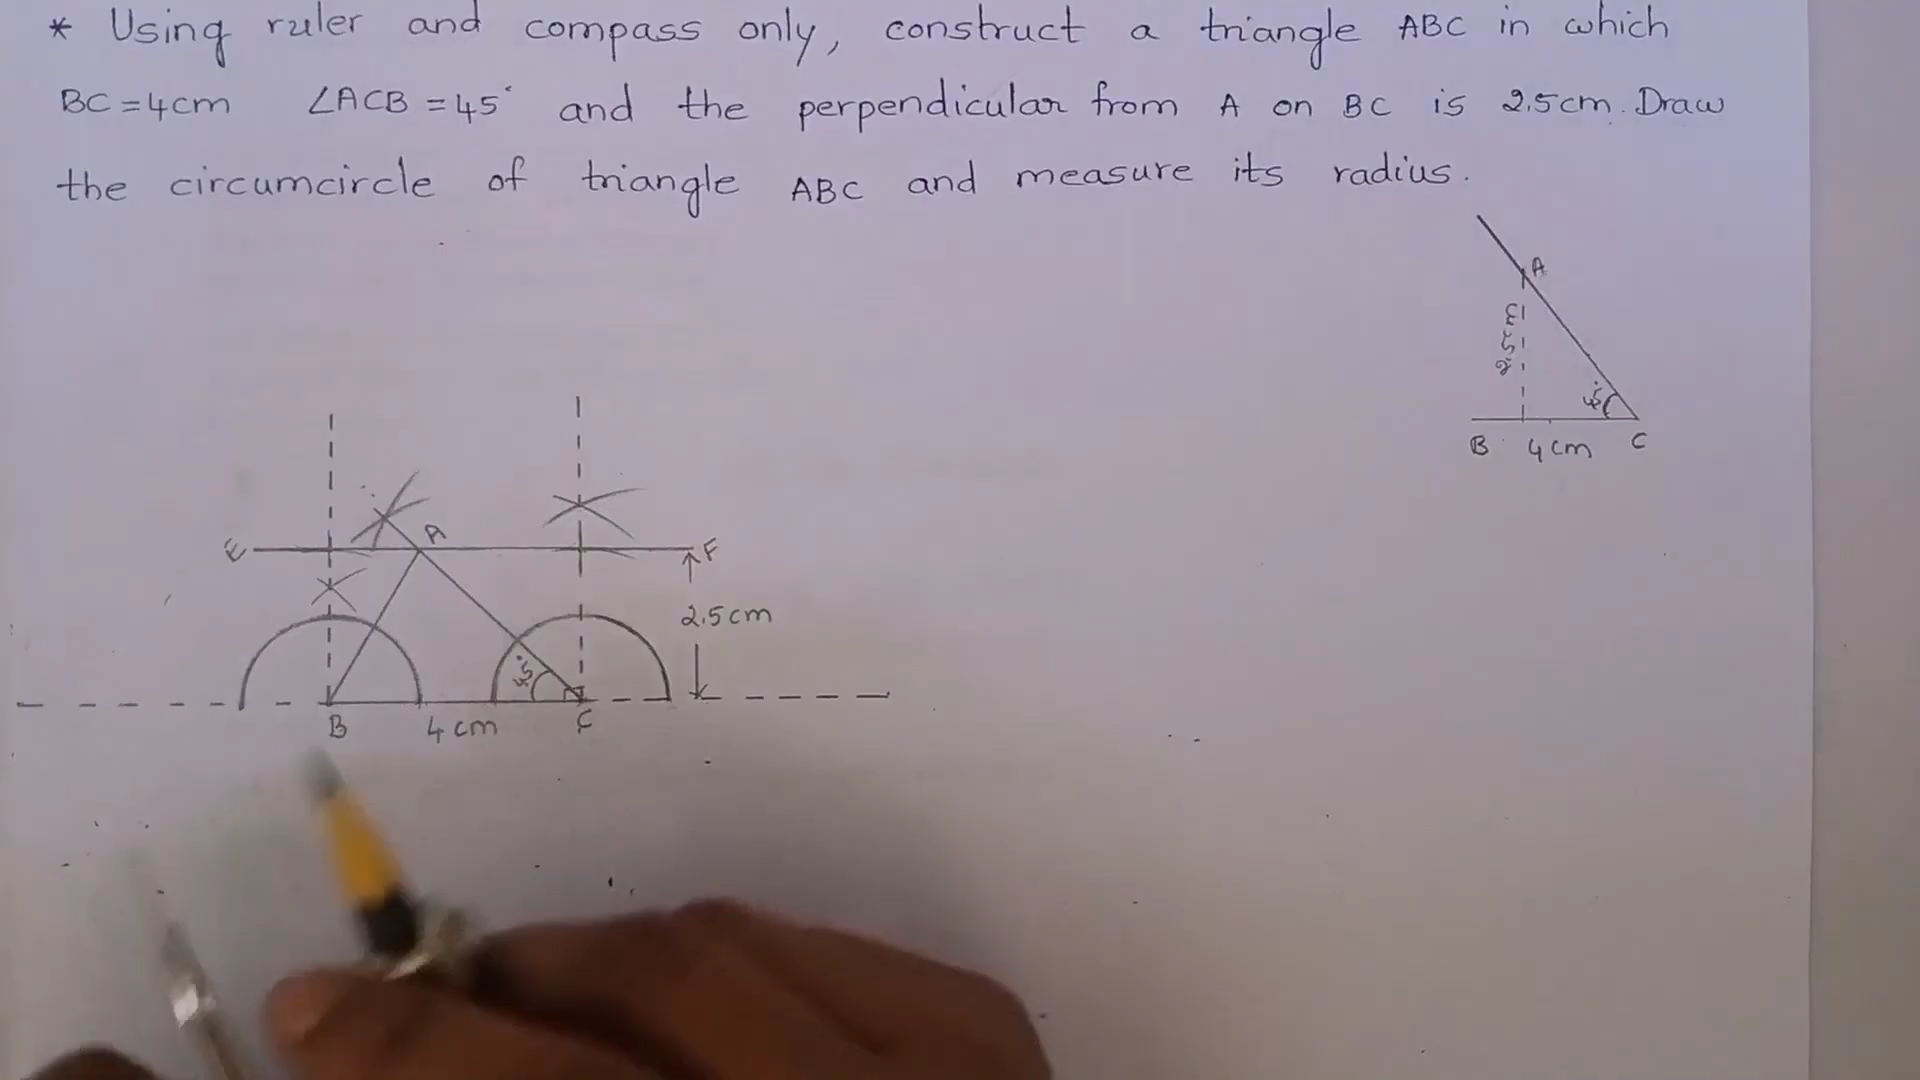 * Using ruler and compass only, construct a triangle ABC in which
BC = 4cm ∠ACB = 45° and the perpendicular from A on BC is 2.5cm. Draw
the circumcircle of triangle ABC and measure its radius.
A
2.5cm
45°
B 4cm C
A
E F
2.5cm
45°
B 4cm C